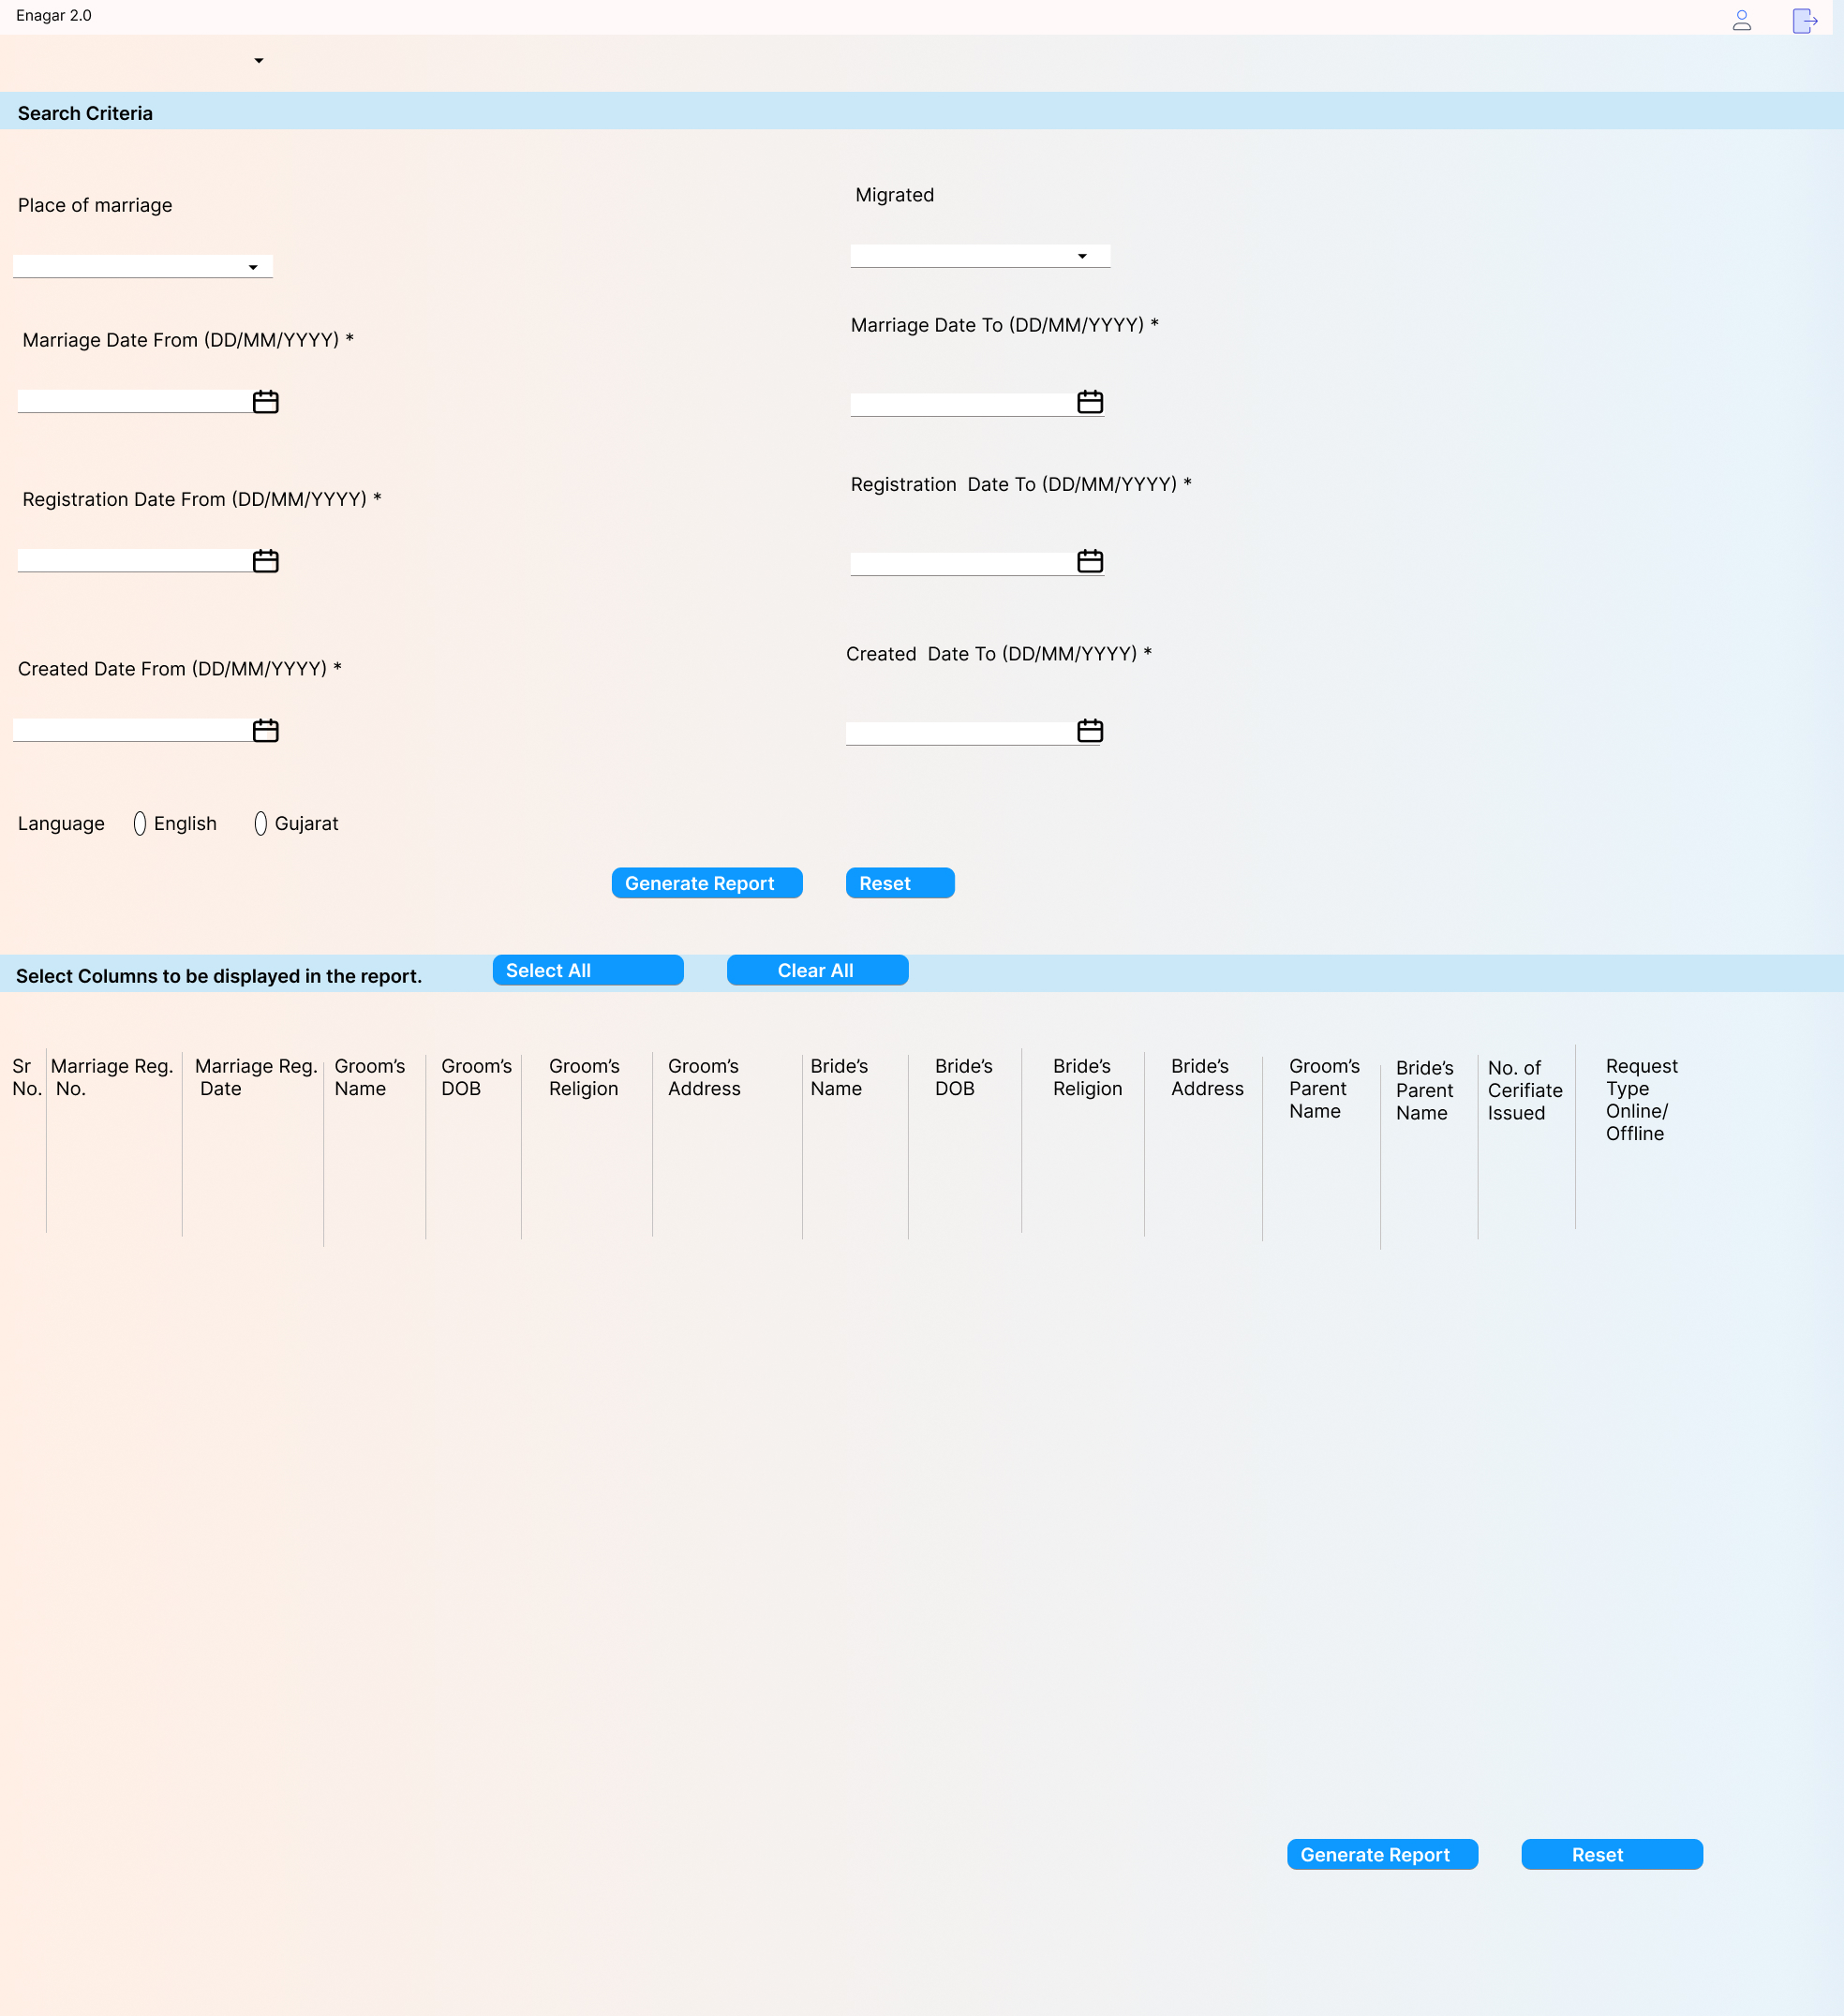 Enagar 2.0
Search Criteria
Place of marriage
Migrated
Marriage Date From (DD/MM/YYYY) *
Marriage Date To (DD/MM/YYYY) *
Registration Date From (DD/MM/YYYY) *
Registration  Date To (DD/MM/YYYY) *
Created Date From (DD/MM/YYYY) *
Created  Date To (DD/MM/YYYY) *
Language English Gujarat
Generate Report
Reset
Select Columns to be displayed in the report.
Select All
Clear All
Sr
No.
Marriage Reg.
No.
Marriage Reg.
Date
Groom’s
Name
Groom’s
DOB
Groom’s
Religion
Groom’s
Address
Bride’s
Name
Bride’s
DOB
Bride’s
Religion
Bride’s
Address
Groom’s
Parent
Name
Bride’s
Parent
Name
No. of
Cerifiate
Issued
Request
Type
Online/
Offline
Generate Report
Reset